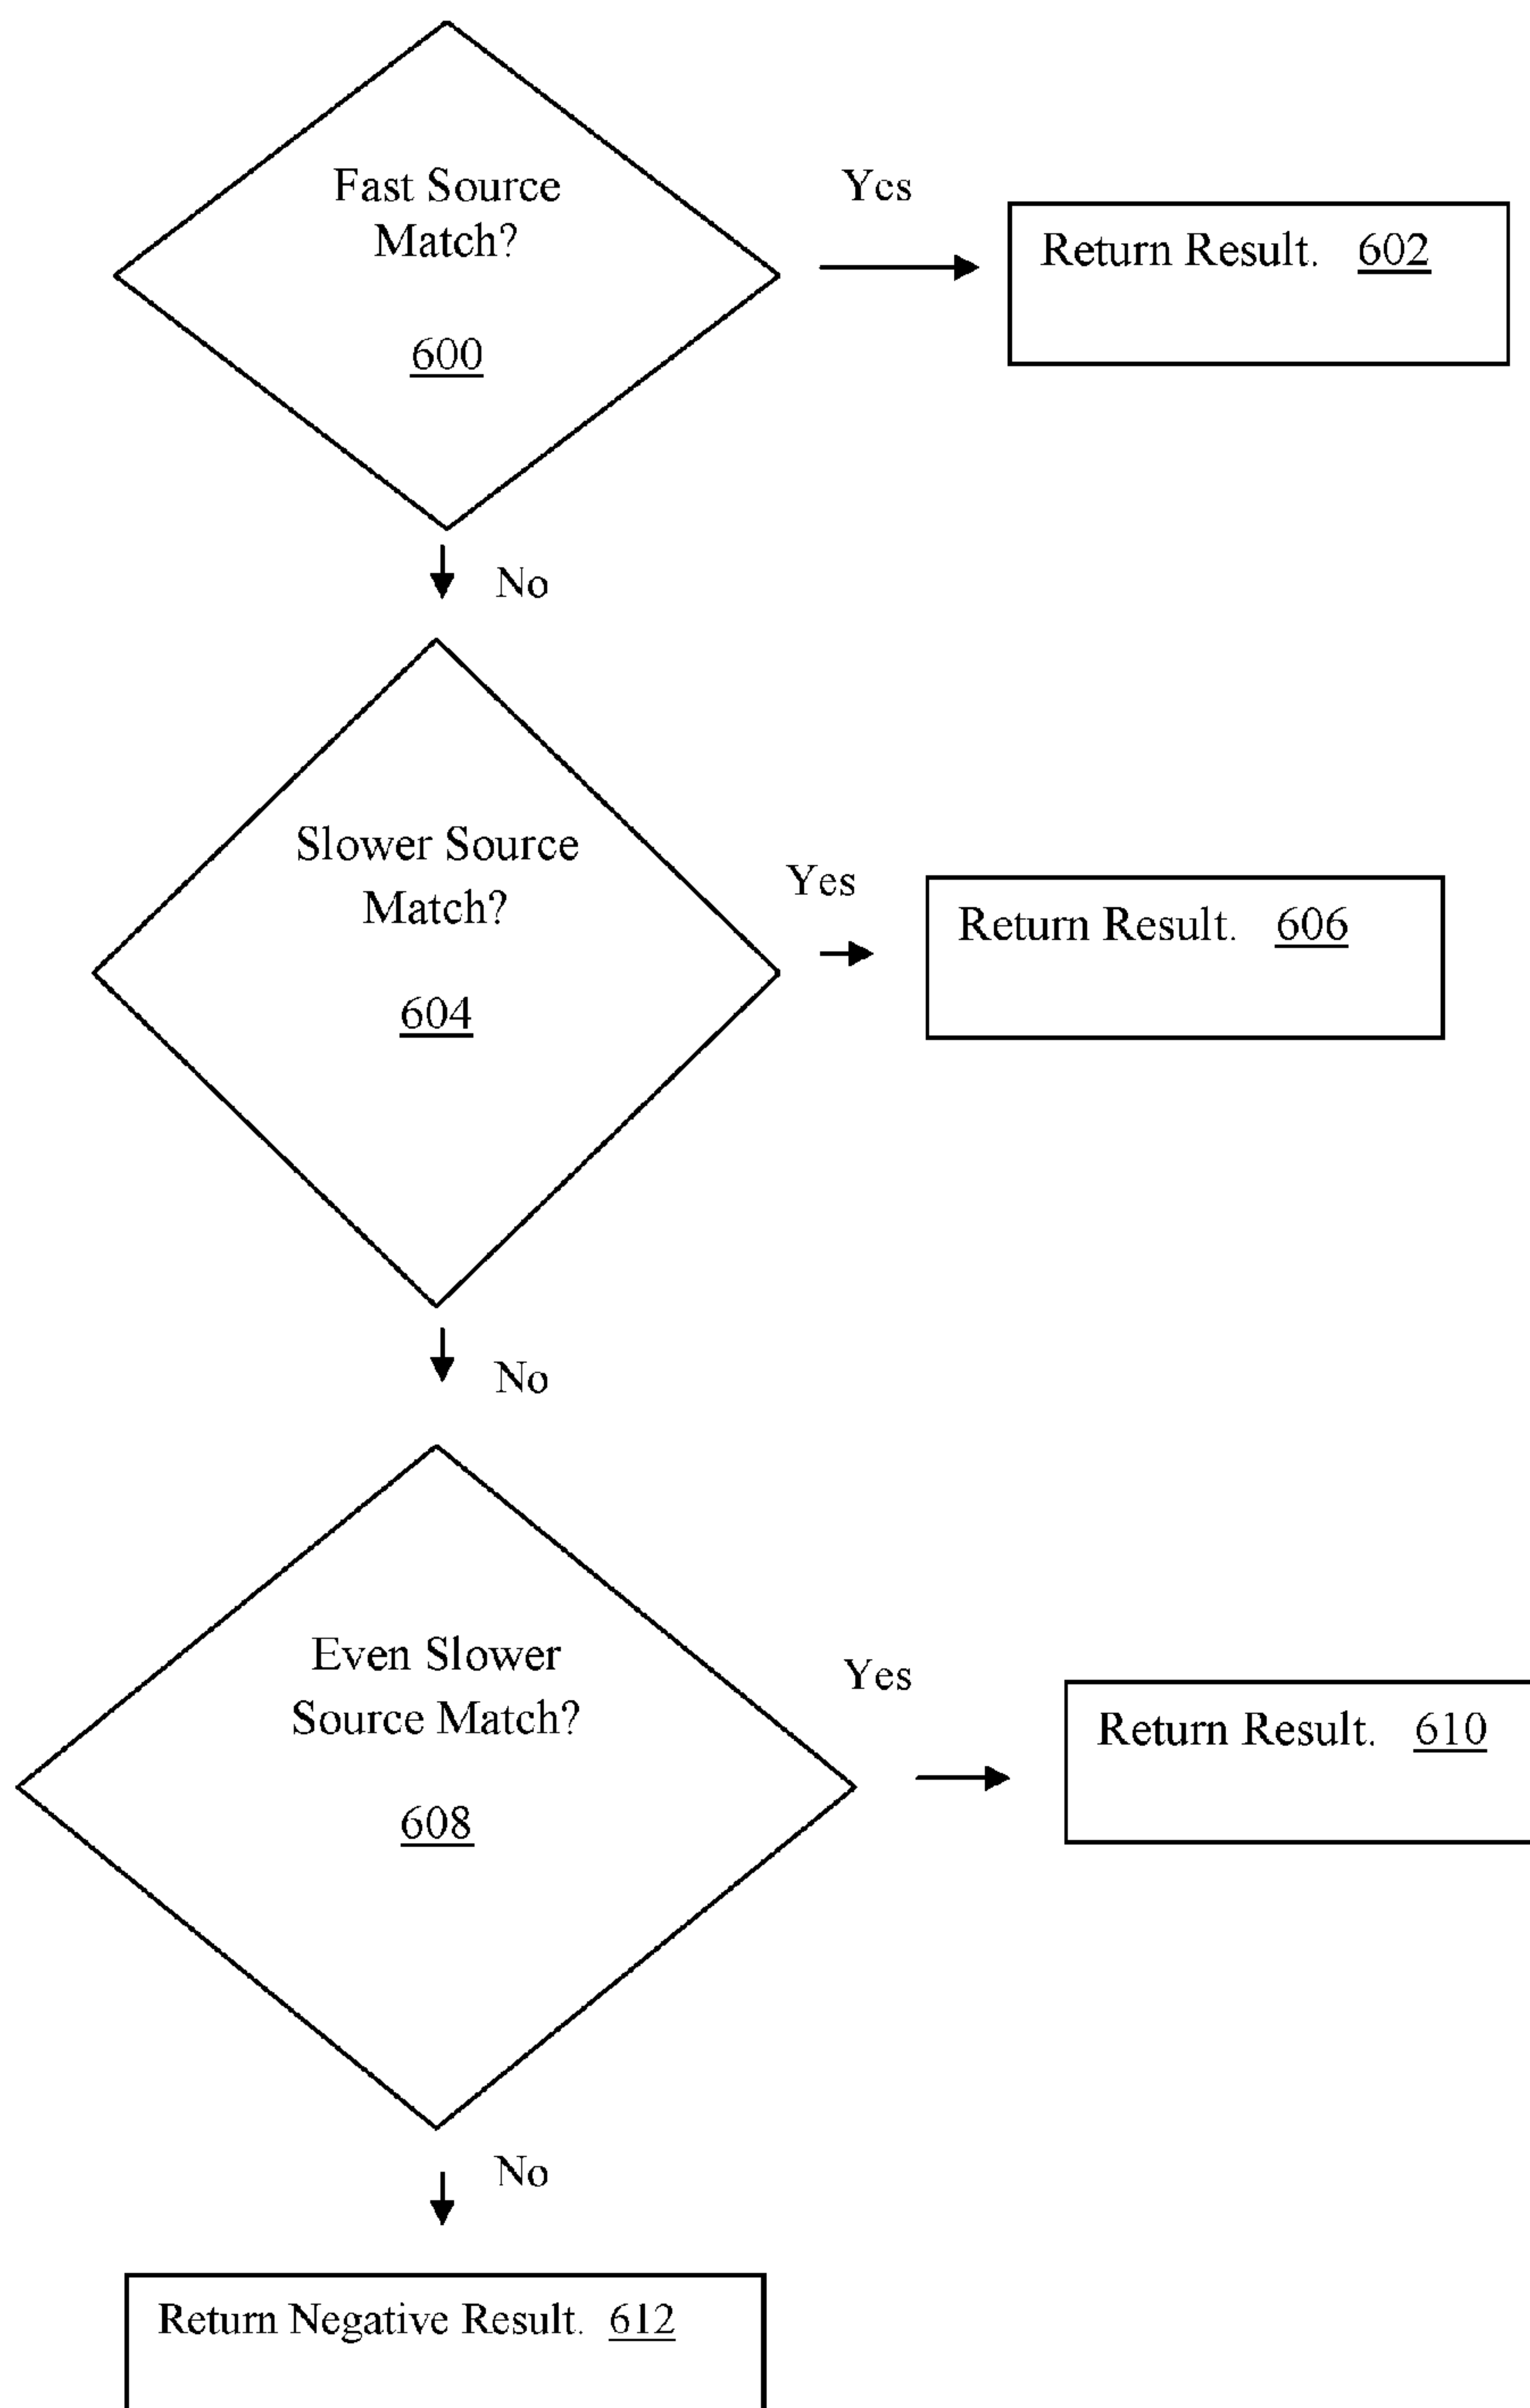 Fast Source
Match?
600
Yes
Return Result. 602
No
Slower Source
Match?
604
Yes
Return Result. 606
No
Even Slower
Source Match?
608
Yes
Return Result. 610
No
Return Negative Result. 612